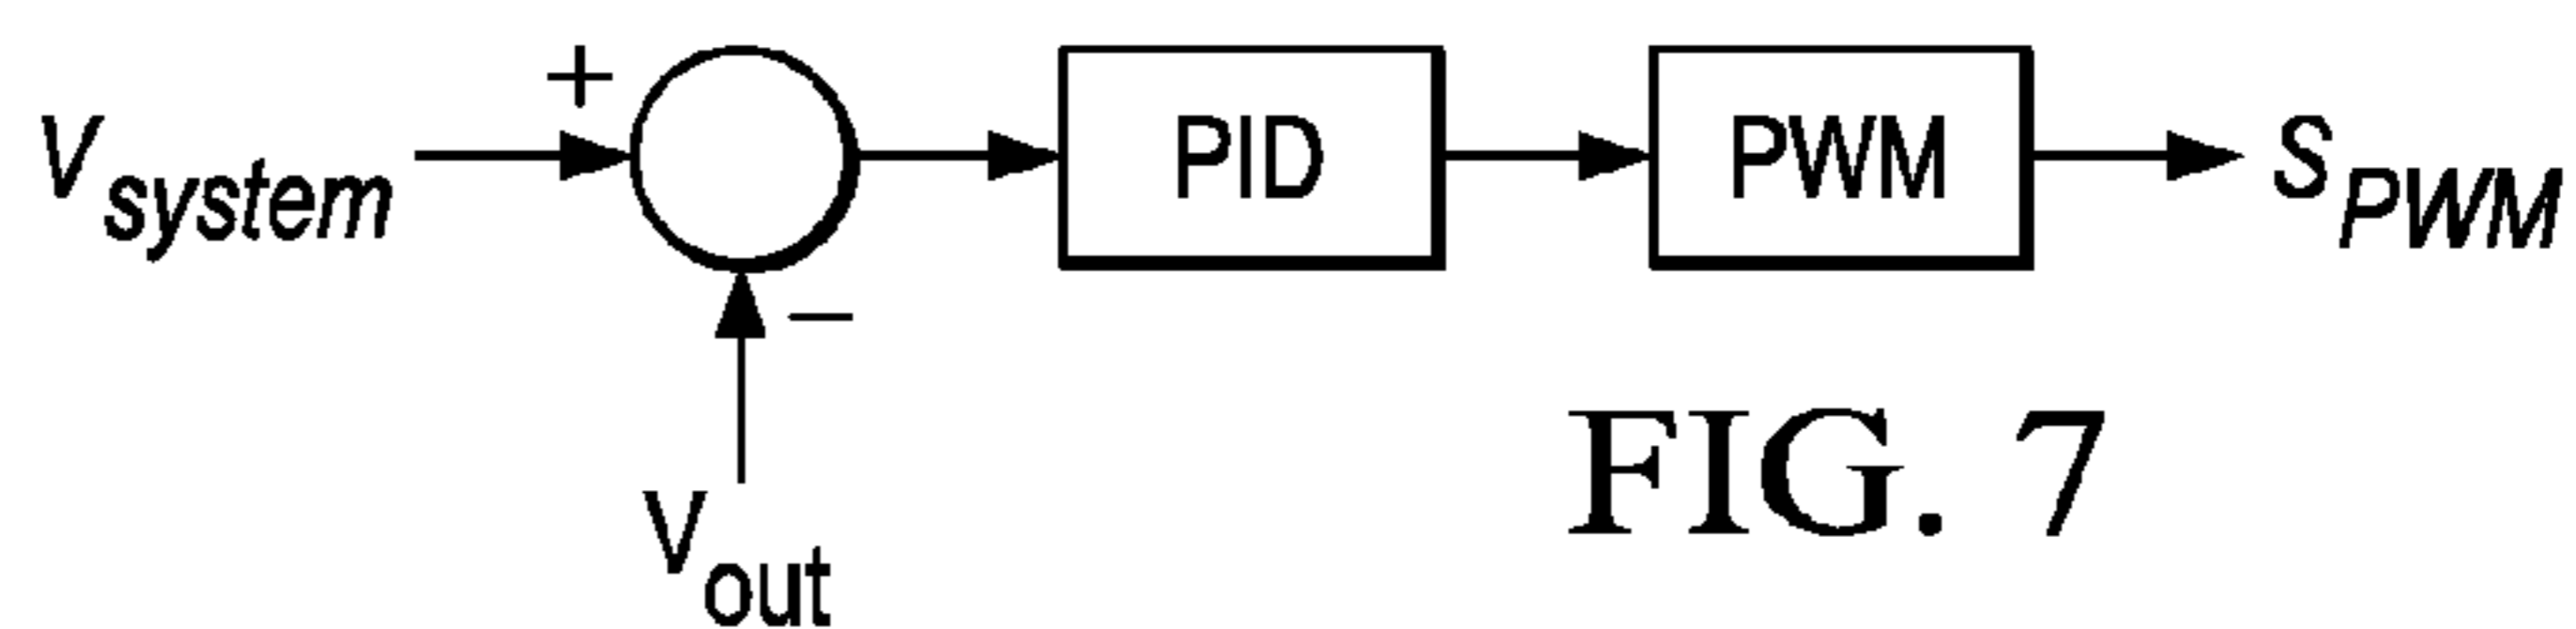 +
V system
PID
PWM
S PWM
−
V out
FIG. 7